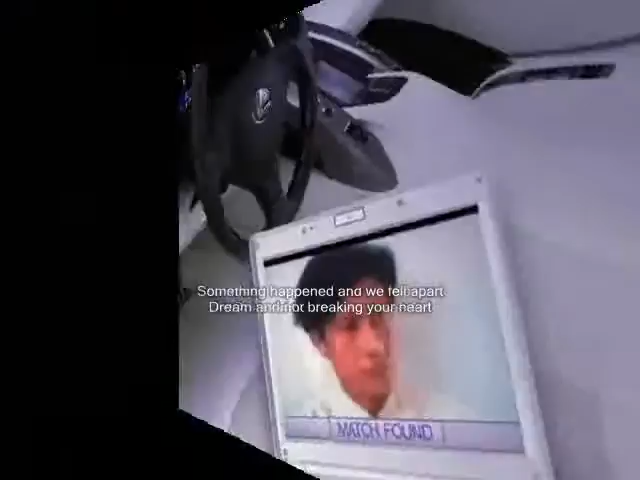 Something happened and we fell apart
Dream and not breaking your heart
MATCH FOUND